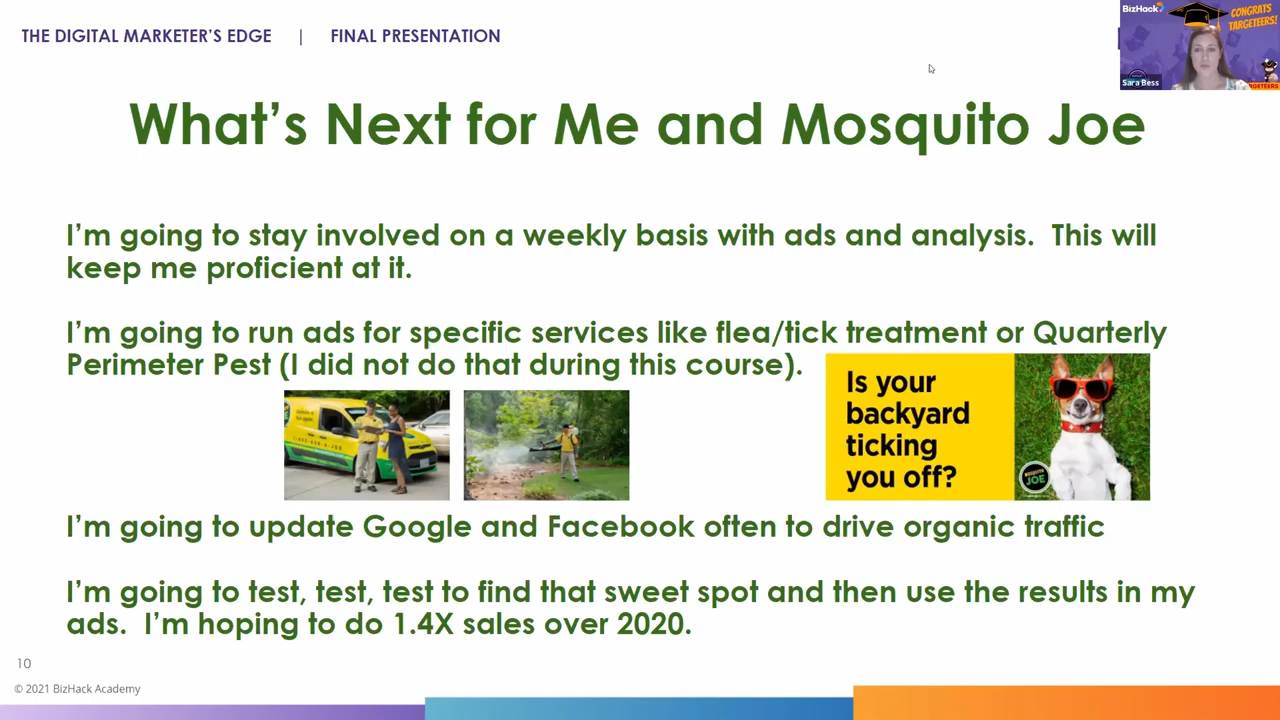 THE DIGITAL MARKETER'S EDGE | FINAL PRESENTATION
BizHack
CONGRATS
TARGETEERS!
Sara Bess
What's Next for Me and Mosquito Joe
I'm going to stay involved on a weekly basis with ads and analysis.  This will
keep me proficient at it.
I'm going to run ads for specific services like flea/tick treatment or Quarterly
Perimeter Pest (I did not do that during this course).
Is your
backyard
ticking
you off?
MOSQUITO
JOE
I'm going to update Google and Facebook often to drive organic traffic
I'm going to test, test, test to find that sweet spot and then use the results in my
ads.  I'm hoping to do 1.4X sales over 2020.
10
© 2021 BizHack Academy